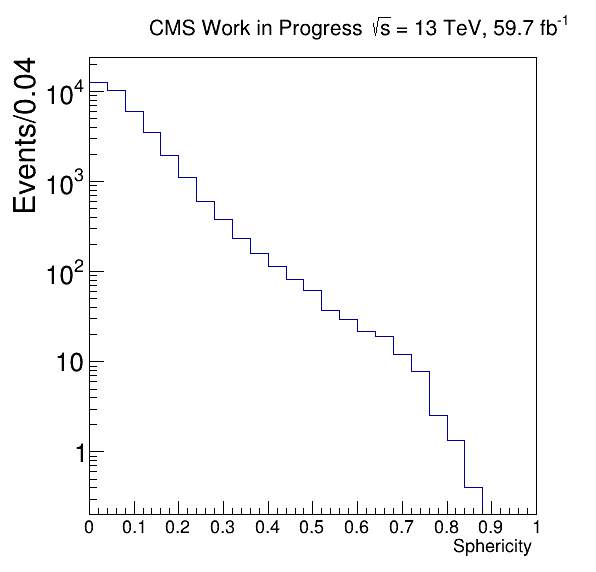 CMS Work in Progress √s = 13 TeV, 59.7 fb⁻¹
Events/0.04
10⁴
10³
10²
10
1
0 0.1 0.2 0.3 0.4 0.5 0.6 0.7 0.8 0.9 1
Sphericity